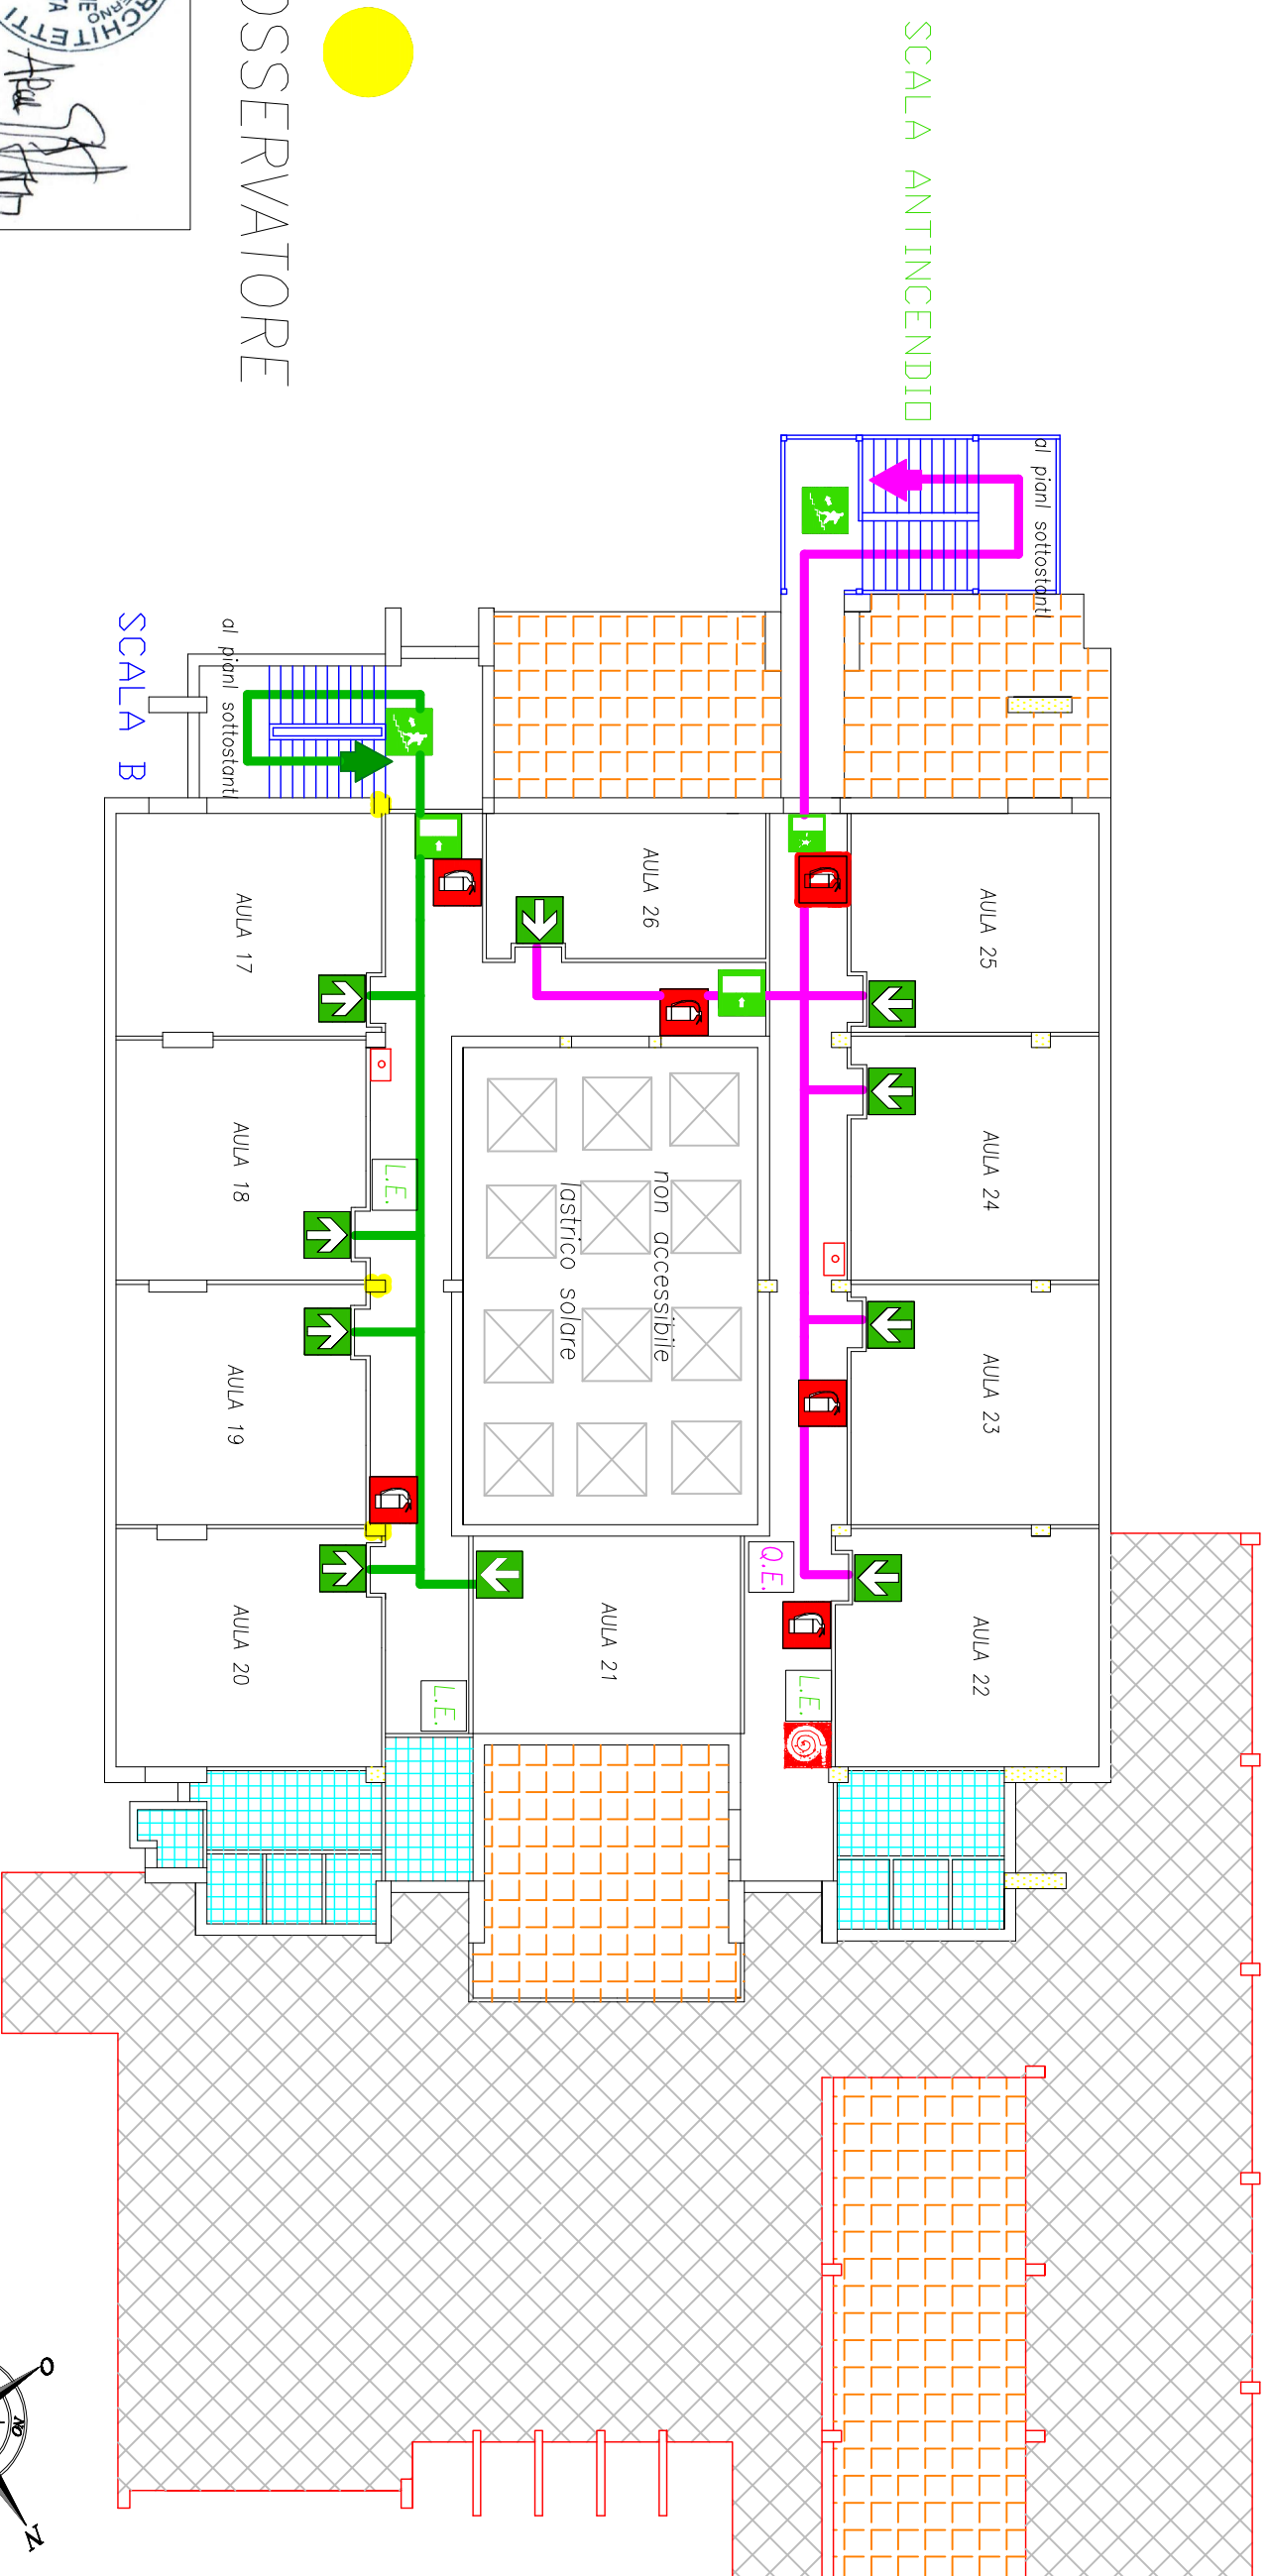 SCALA ANTINCENDIO
al piani sottostanti
OSSERVATORE
SCALA B
al piani sottostanti
AULA 25
AULA 24
AULA 23
AULA 22
AULA 26
AULA 21
AULA 17
AULA 18
AULA 19
AULA 20
non accessibile
lastrico solare
Q.E.
L.E.
L.E.
L.E.
ARCHITETTI
O
NO
N